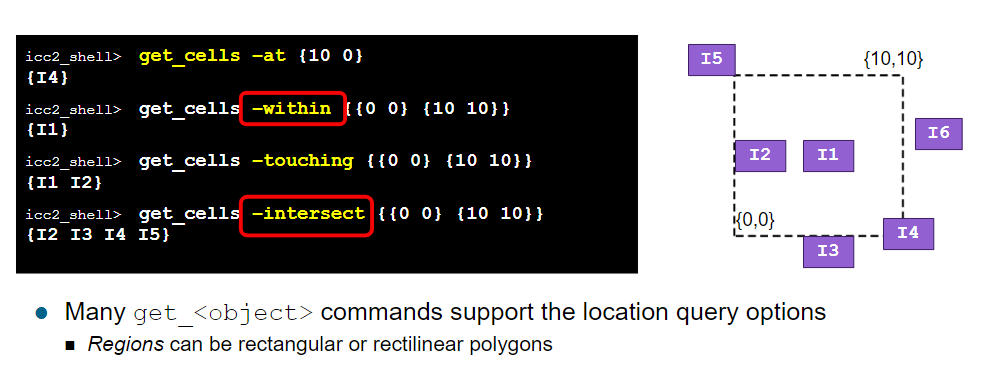 icc2_shell> get_cells –at {10 0}
{I4}
icc2_shell> get_cells –within {{0 0} {10 10}}
{I1}
icc2_shell> get_cells –touching {{0 0} {10 10}}
{I1 I2}
icc2_shell> get_cells –intersect {{0 0} {10 10}}
{I2 I3 I4 I5}
I5
{10,10}
I6
I2
I1
{0,0}
I4
I3
● Many get_<object> commands support the location query options
■ Regions can be rectangular or rectilinear polygons